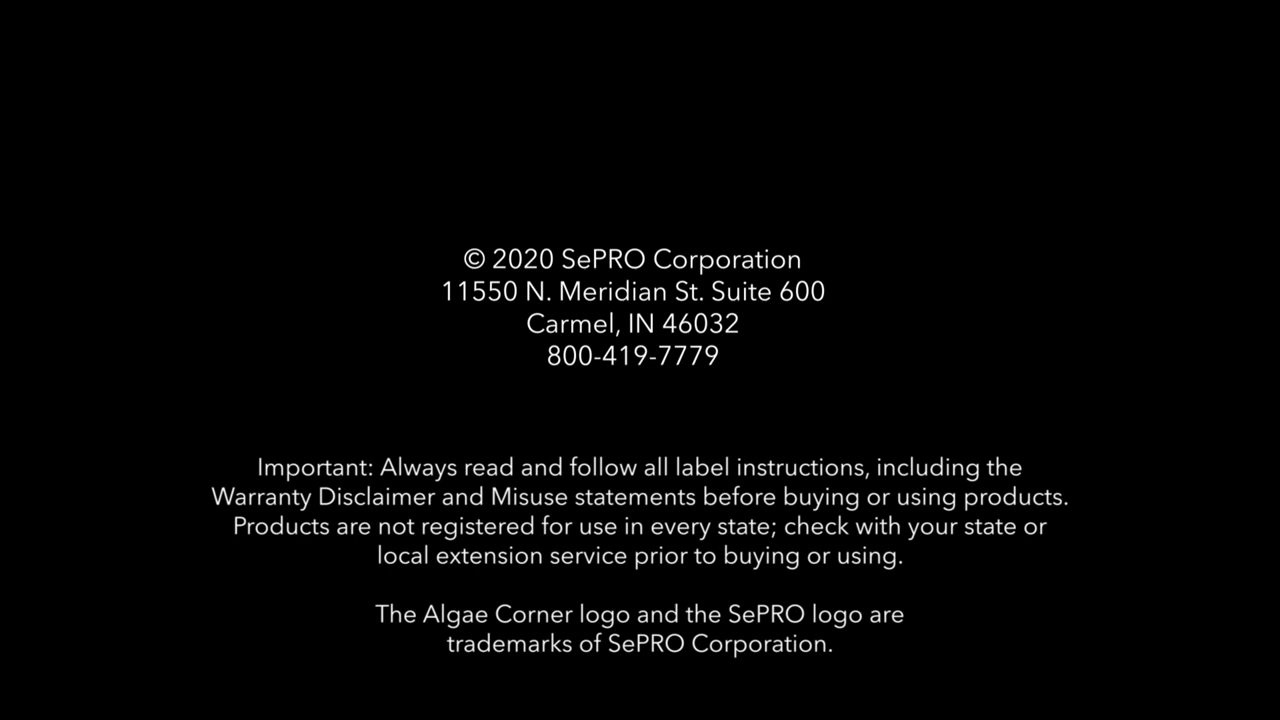 © 2020 SePRO Corporation
11550 N. Meridian St. Suite 600
Carmel, IN 46032
800-419-7779
Important: Always read and follow all label instructions, including the
Warranty Disclaimer and Misuse statements before buying or using products.
Products are not registered for use in every state; check with your state or
local extension service prior to buying or using.
The Algae Corner logo and the SePRO logo are
trademarks of SePRO Corporation.